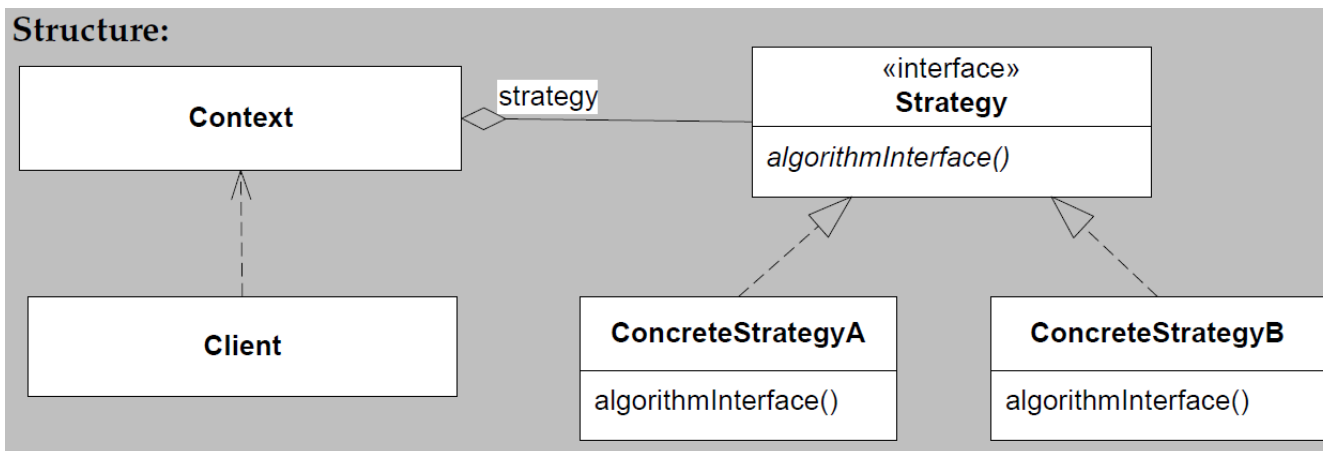 Structure:
Context
strategy
«interface»
Strategy
algorithmInterface()
Client
ConcreteStrategyA
algorithmInterface()
ConcreteStrategyB
algorithmInterface()